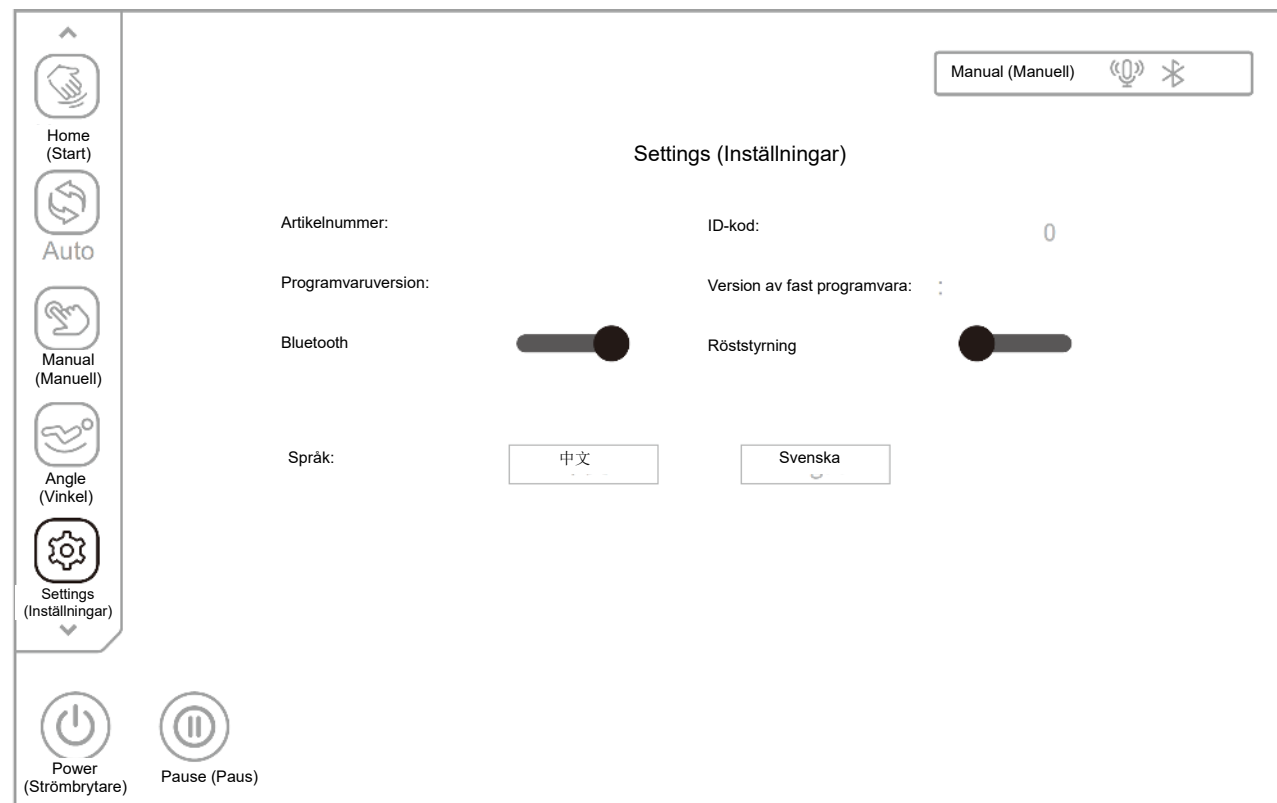 Manual (Manuell)
Home
(Start)
Settings (Inställningar)
Auto
Artikelnummer:
ID-kod:
0
Programvaruversion:
Version av fast programvara:
:
Manual
(Manuell)
Bluetooth
Röststyrning
Angle
(Vinkel)
Språk:
中文
Svenska
Settings
(Inställningar)
Power
(Strömbrytare)
Pause (Paus)